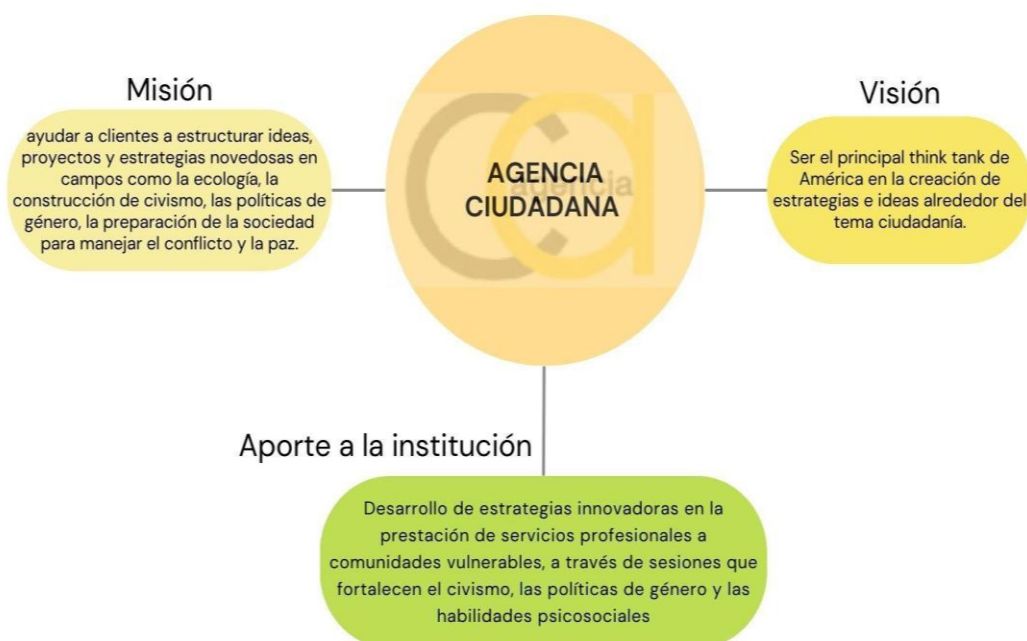 Misión
ayudar a clientes a estructurar ideas,
proyectos y estrategias novedosas en
campos como la ecología, la
construcción de civismo, las políticas de
género, la preparación de la sociedad
para manejar el conflicto y la paz.
AGENCIA
CIUDADANA
Ca
agencia
Visión
Ser el principal think tank de
América en la creación de
estrategias e ideas alrededor del
tema ciudadanía.
Aporte a la institución
Desarrollo de estrategias innovadoras en la
prestación de servicios profesionales a
comunidades vulnerables, a través de sesiones que
fortalecen el civismo, las políticas de género y las
habilidades psicosociales